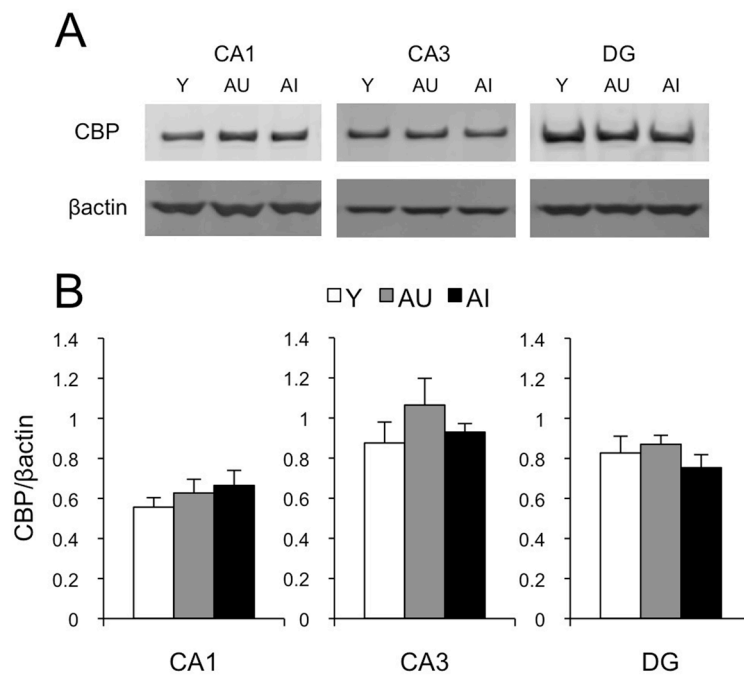 A
CA1 CA3 DG
Y AU AI Y AU AI Y AU AI
CBP
βactin
B
Y AU AI
CBP/βactin
1.4 1.4 1.4
1.2 1.2 1.2
1 1 1
0.8 0.8 0.8
0.6 0.6 0.6
0.4 0.4 0.4
0.2 0.2 0.2
0 0 0
CA1 CA3 DG